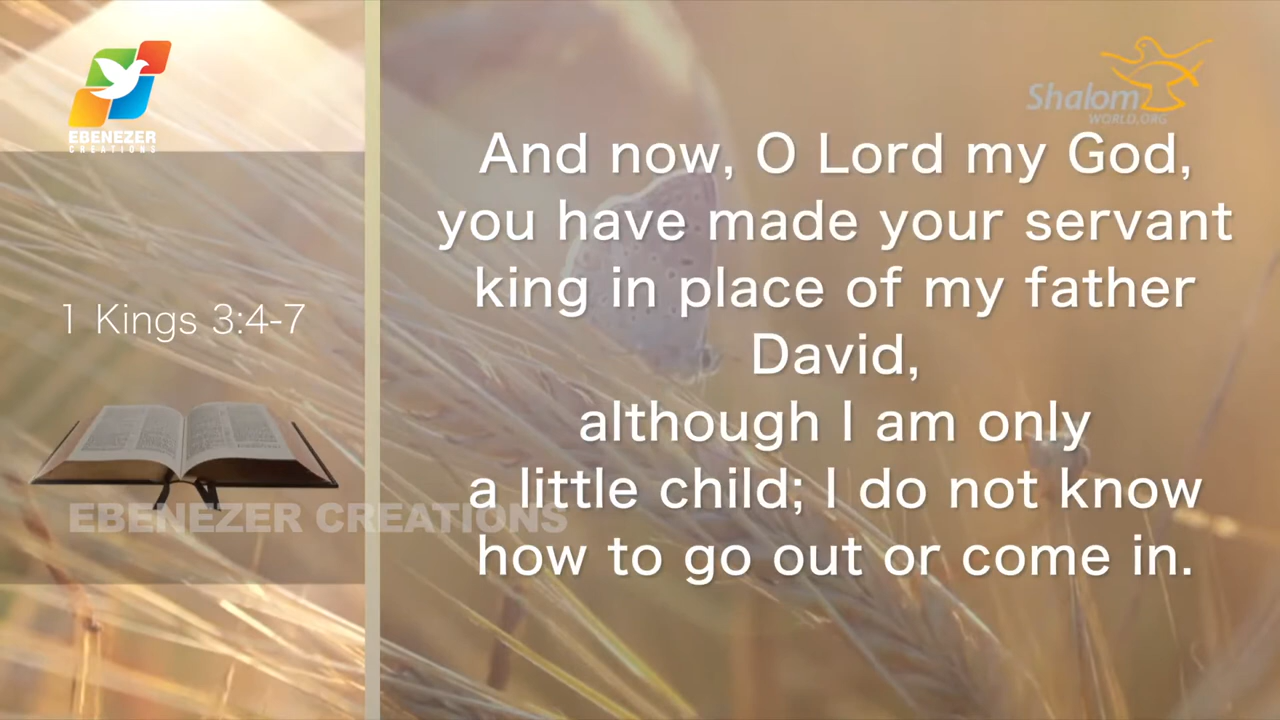 EBENEZER
CREATIONS
Shalom
WORLD.ORG
1 Kings 3:4-7
And now, O Lord my God,
you have made your servant
king in place of my father
David,
although I am only
a little child; I do not know
how to go out or come in.
EBENEZER CREATIONS